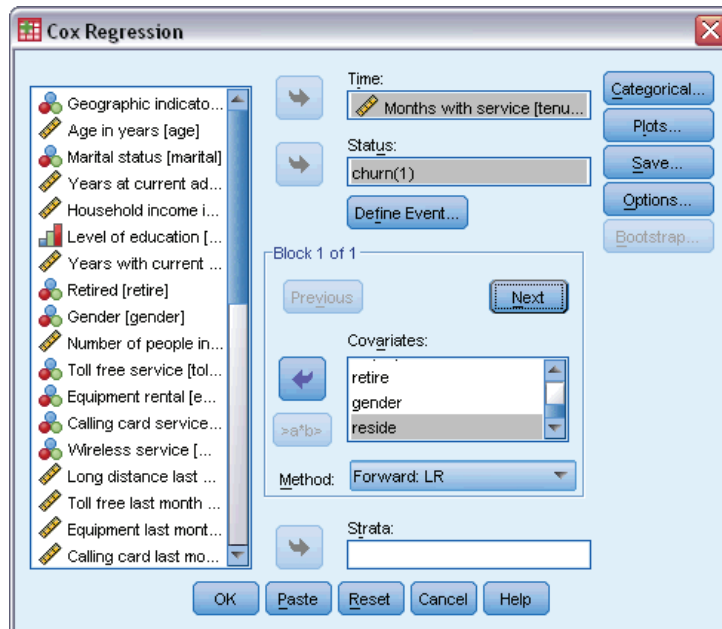 Cox Regression
Geographic indicato...
Age in years [age]
Marital status [marital]
Years at current ad...
Household income i...
Level of education [...
Years with current ...
Retired [retire]
Gender [gender]
Number of people in...
Toll free service [tol...
Equipment rental [e...
Calling card service...
Wireless service [...
Long distance last ...
Toll free last month ...
Equipment last mont...
Calling card last mo...
Time:
Months with service [tenu...
Status:
churn(1)
Define Event...
Block 1 of 1
Previous
Next
Covariates:
retire
gender
reside
>a*b>
Method:
Forward: LR
Strata:
Categorical...
Plots...
Save...
Options...
Bootstrap...
OK
Paste
Reset
Cancel
Help